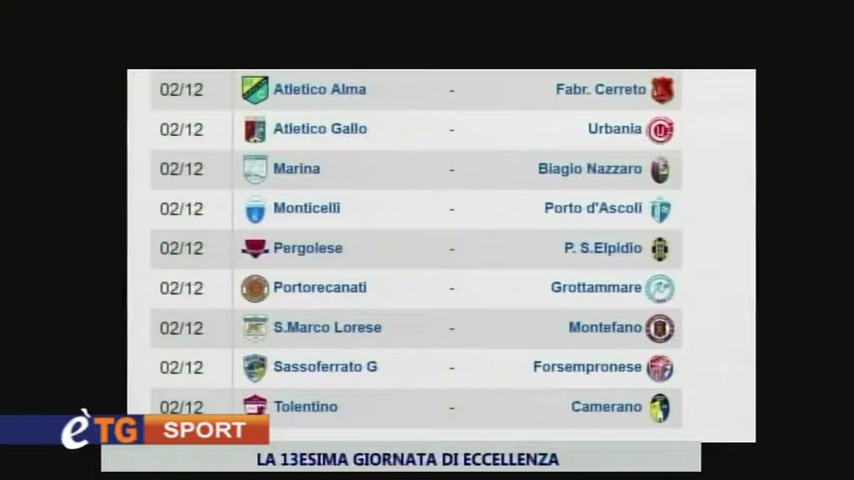 02/12 Atletico Alma - Fabr. Cerreto
02/12 Atletico Gallo - Urbania
02/12 Marina - Biagio Nazzaro
02/12 Monticelli - Porto d'Ascoli
02/12 Pergolese - P. S.Elpidio
02/12 Portorecanati - Grottammare
02/12 S.Marco Lorese - Montefano
02/12 Sassoferrato G - Forsempronese
02/12 Tolentino - Camerano
èTG SPORT
LA 13ESIMA GIORNATA DI ECCELLENZA